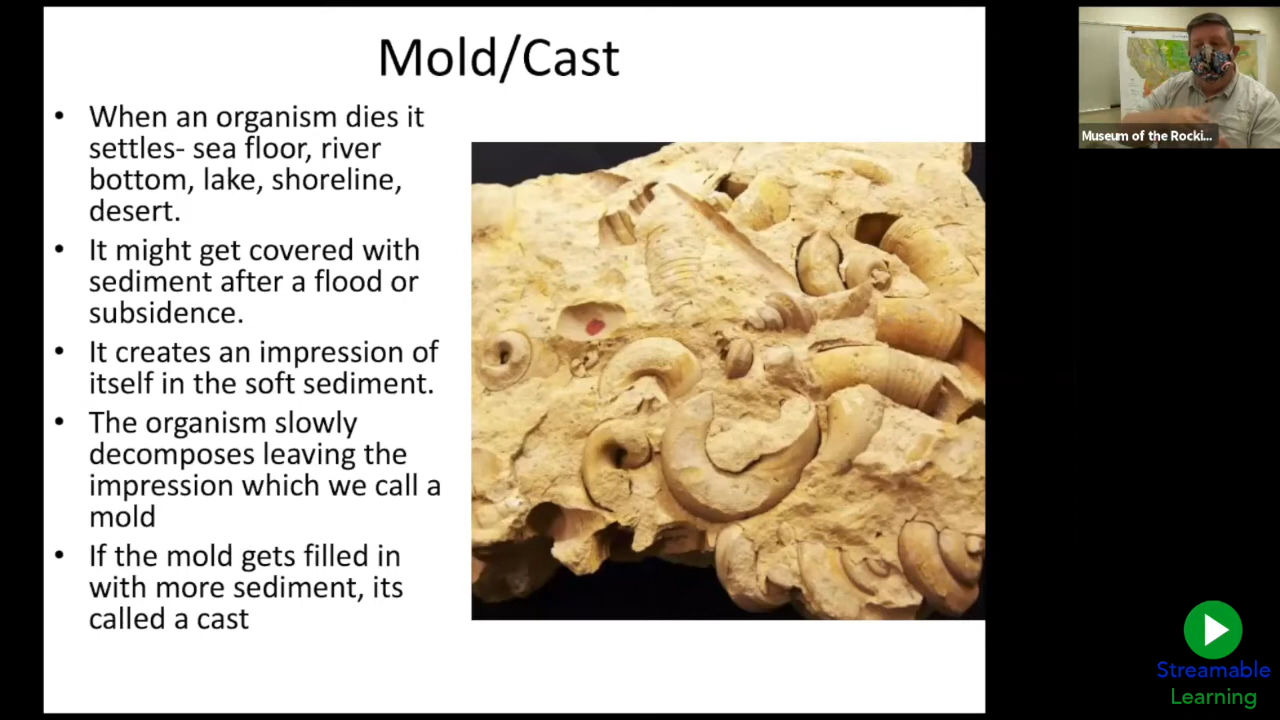 Mold/Cast
• When an organism dies it
settles- sea floor, river
bottom, lake, shoreline,
desert.
• It might get covered with
sediment after a flood or
subsidence.
• It creates an impression of
itself in the soft sediment.
• The organism slowly
decomposes leaving the
impression which we call a
mold
• If the mold gets filled in
with more sediment, its
called a cast
Museum of the Rocki...
Streamable
Learning